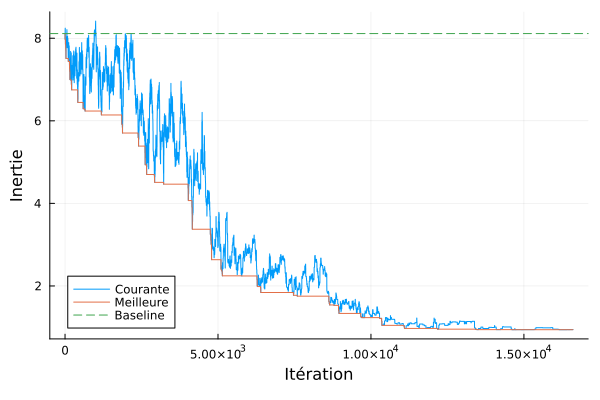 Inertie
8
6
4
2
Courante
Meilleure
Baseline
0
5.00×10³
1.00×10⁴
1.50×10⁴
Itération